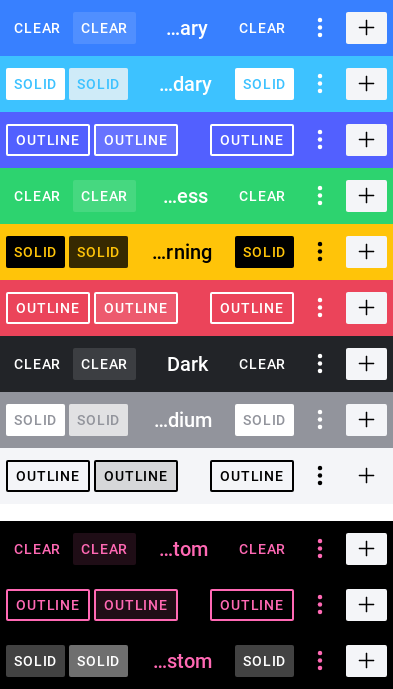 CLEAR CLEAR ...ary CLEAR
SOLID SOLID ...dary SOLID
OUTLINE OUTLINE OUTLINE
CLEAR CLEAR ...ess CLEAR
SOLID SOLID ...rning SOLID
OUTLINE OUTLINE OUTLINE
CLEAR CLEAR Dark CLEAR
SOLID SOLID ...dium SOLID
OUTLINE OUTLINE OUTLINE
CLEAR CLEAR ...tom CLEAR
OUTLINE OUTLINE OUTLINE
SOLID SOLID ...stom SOLID